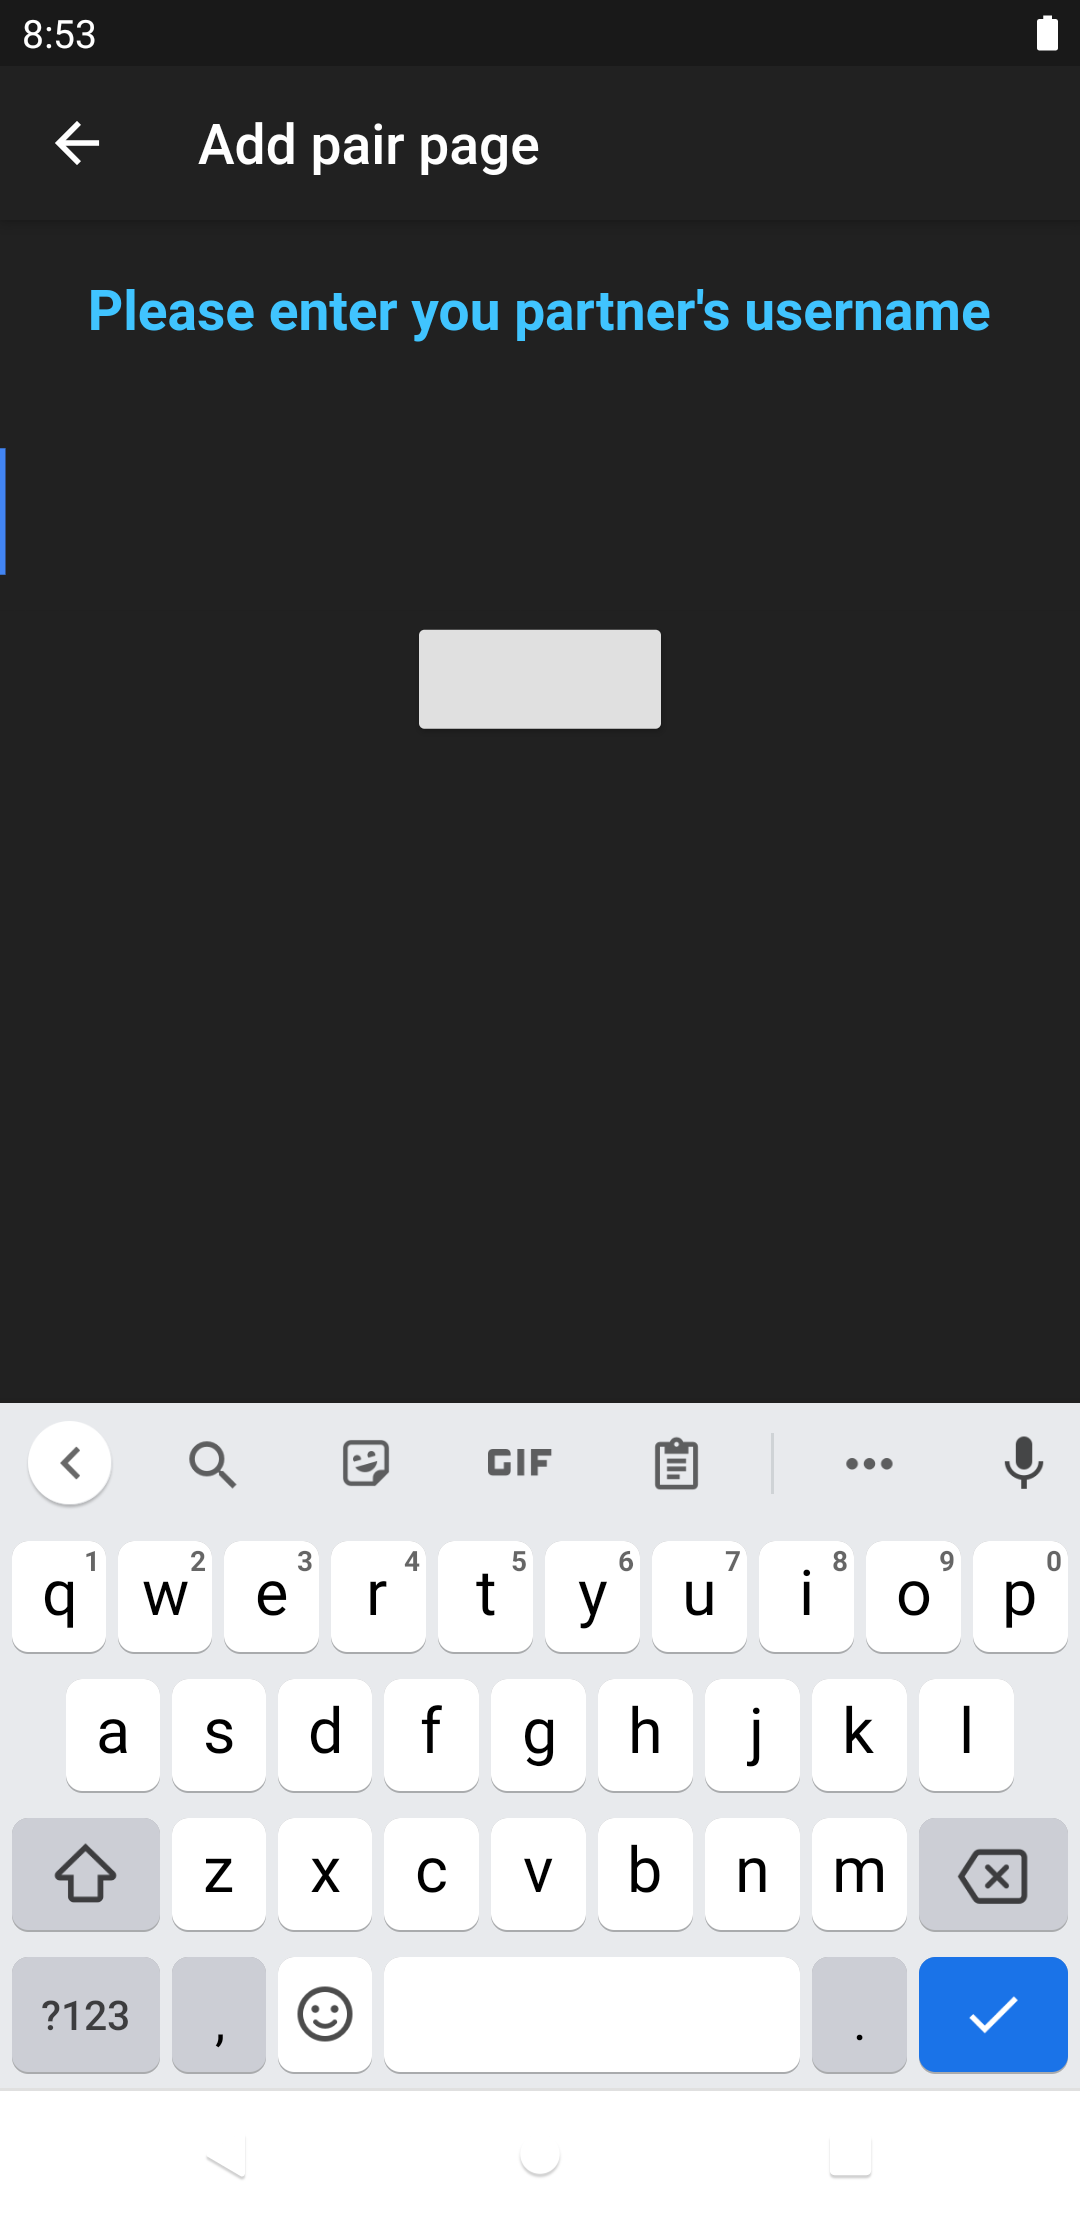 8:53
Add pair page
Please enter you partner's username
GIF
q 1 w 2 e 3 r 4 t 5 y 6 u 7 i 8 o 9 p 0
a s d f g h j k l
z x c v b n m
?123 , .